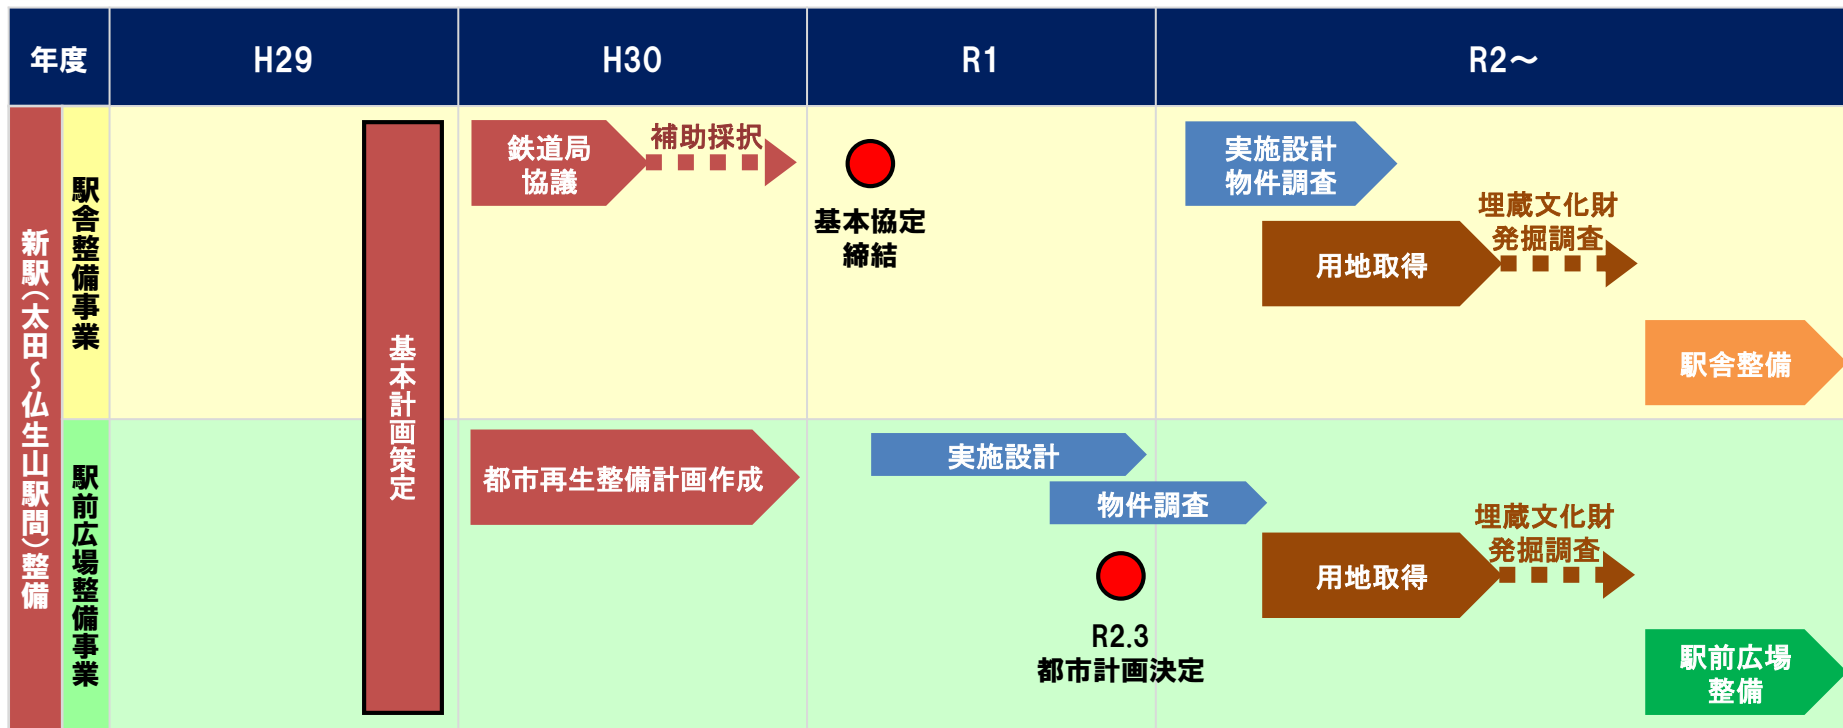 年度
H29
H30
R1
R2～
新駅（太田～仏生山駅間）整備
駅舎整備事業
基本計画策定
鉄道局
協議
補助採択
基本協定
締結
実施設計
物件調査
用地取得
埋蔵文化財
発掘調査
駅舎整備
駅前広場整備事業
都市再生整備計画作成
実施設計
物件調査
R2.3
都市計画決定
用地取得
埋蔵文化財
発掘調査
駅前広場
整備